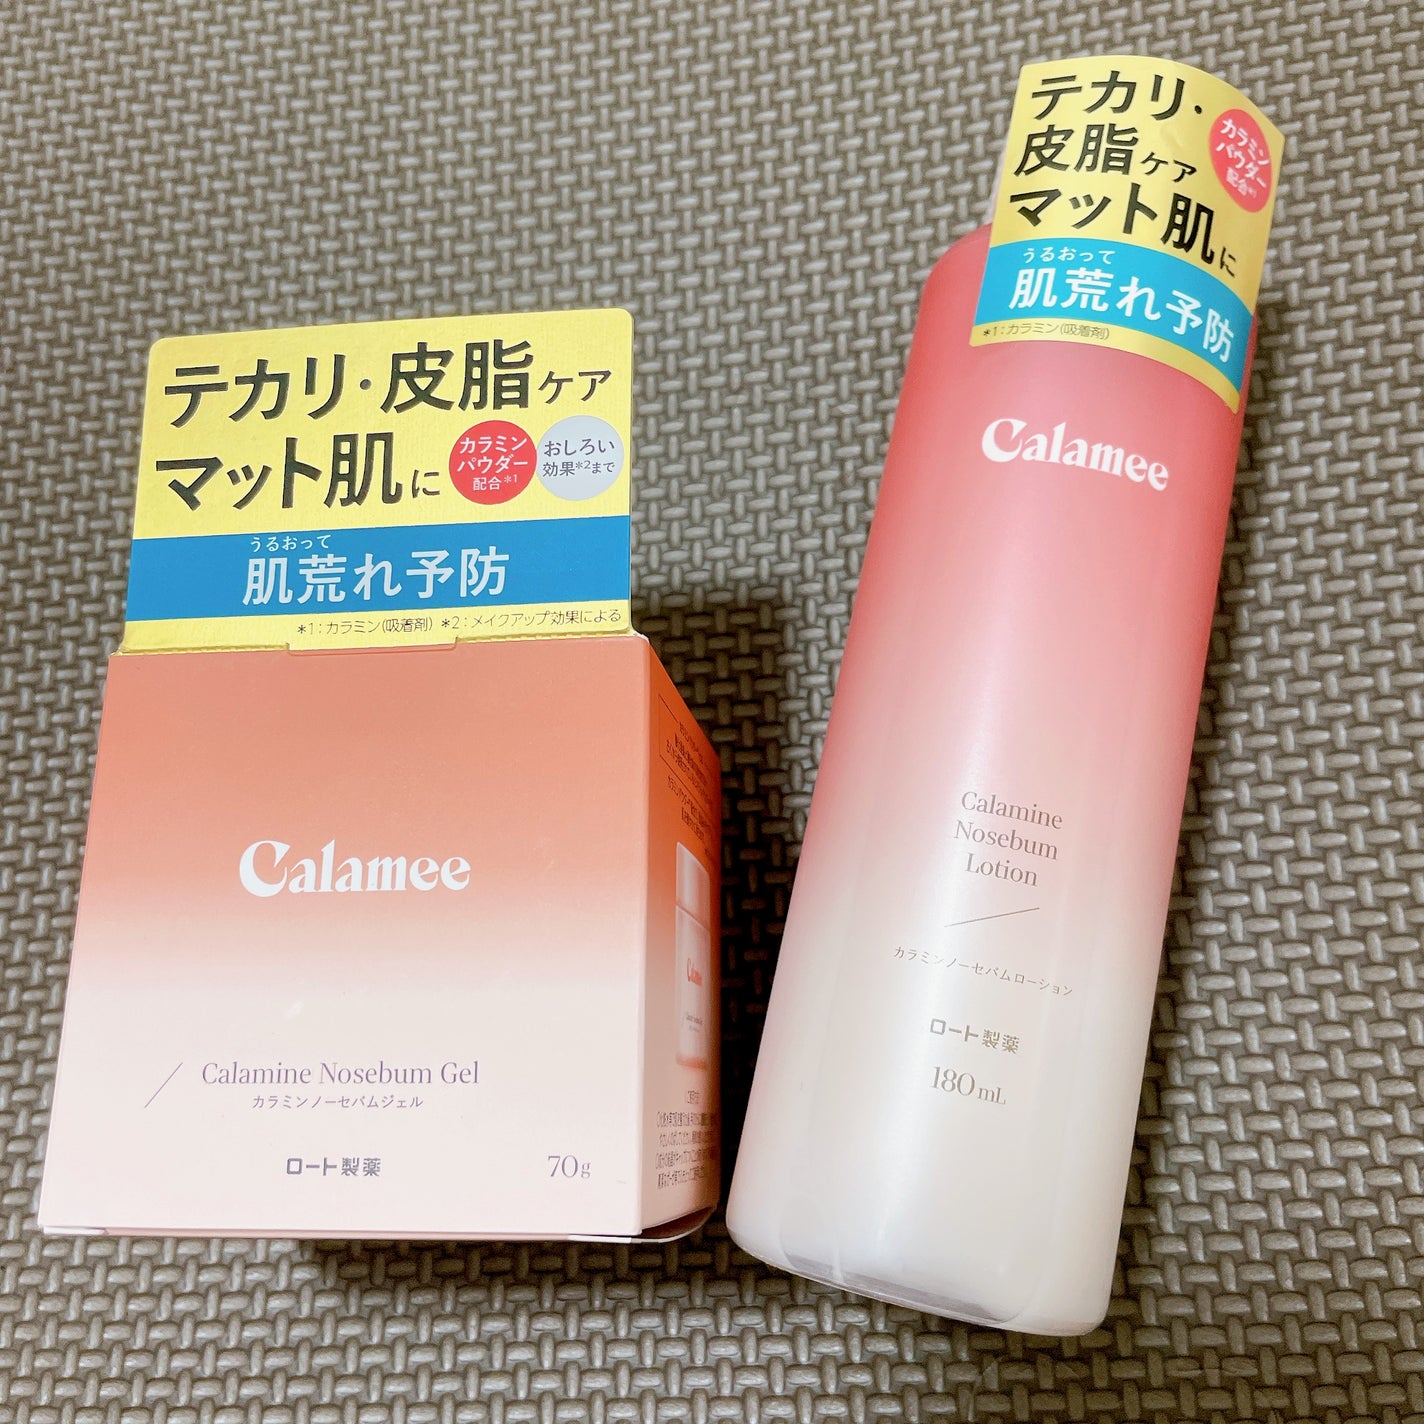 テカリ・皮脂ケア
マット肌に
カラミン
パウダー
配合*1
おしろい
効果*2まで
うるおって
肌荒れ予防
*1:カラミン(吸着剤) *2:メイクアップ効果による
Calamee
Calamine Nosebum Gel
カラミンノーセバムジェル
ロート製薬
70g
テカリ・
皮脂ケア
マット肌に
カラミン
パウダー
配合*1
うるおって
肌荒れ予防
*1:カラミン(吸着剤)
Calamee
Calamine
Nosebum
Lotion
カラミンノーセバムローション
ロート製薬
180mL